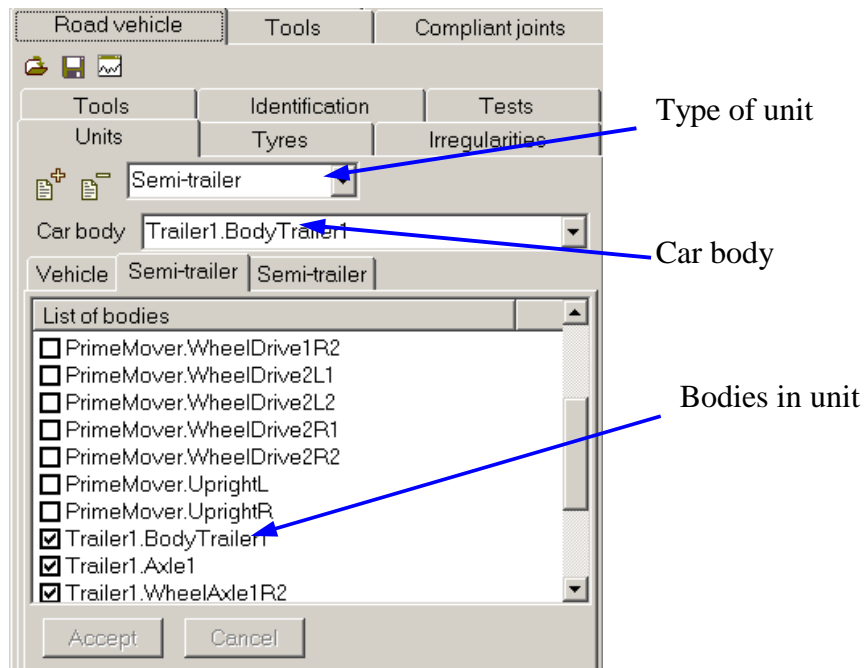 Road vehicle Tools Compliant joints
Tools Identification Tests
Type of unit
Units Tyres Irregularities
Semi-trailer
Car body Trailer1.BodyTrailer1
Car body
Vehicle Semi-trailer Semi-trailer
List of bodies
PrimeMover.WheelDrive1R2
PrimeMover.WheelDrive2L1
PrimeMover.WheelDrive2L2
Bodies in unit
PrimeMover.WheelDrive2R1
PrimeMover.WheelDrive2R2
PrimeMover.UprightL
PrimeMover.UprightR
Trailer1.BodyTrailer1
Trailer1.Axle1
Trailer1.WheelAxle1R2
Accept Cancel